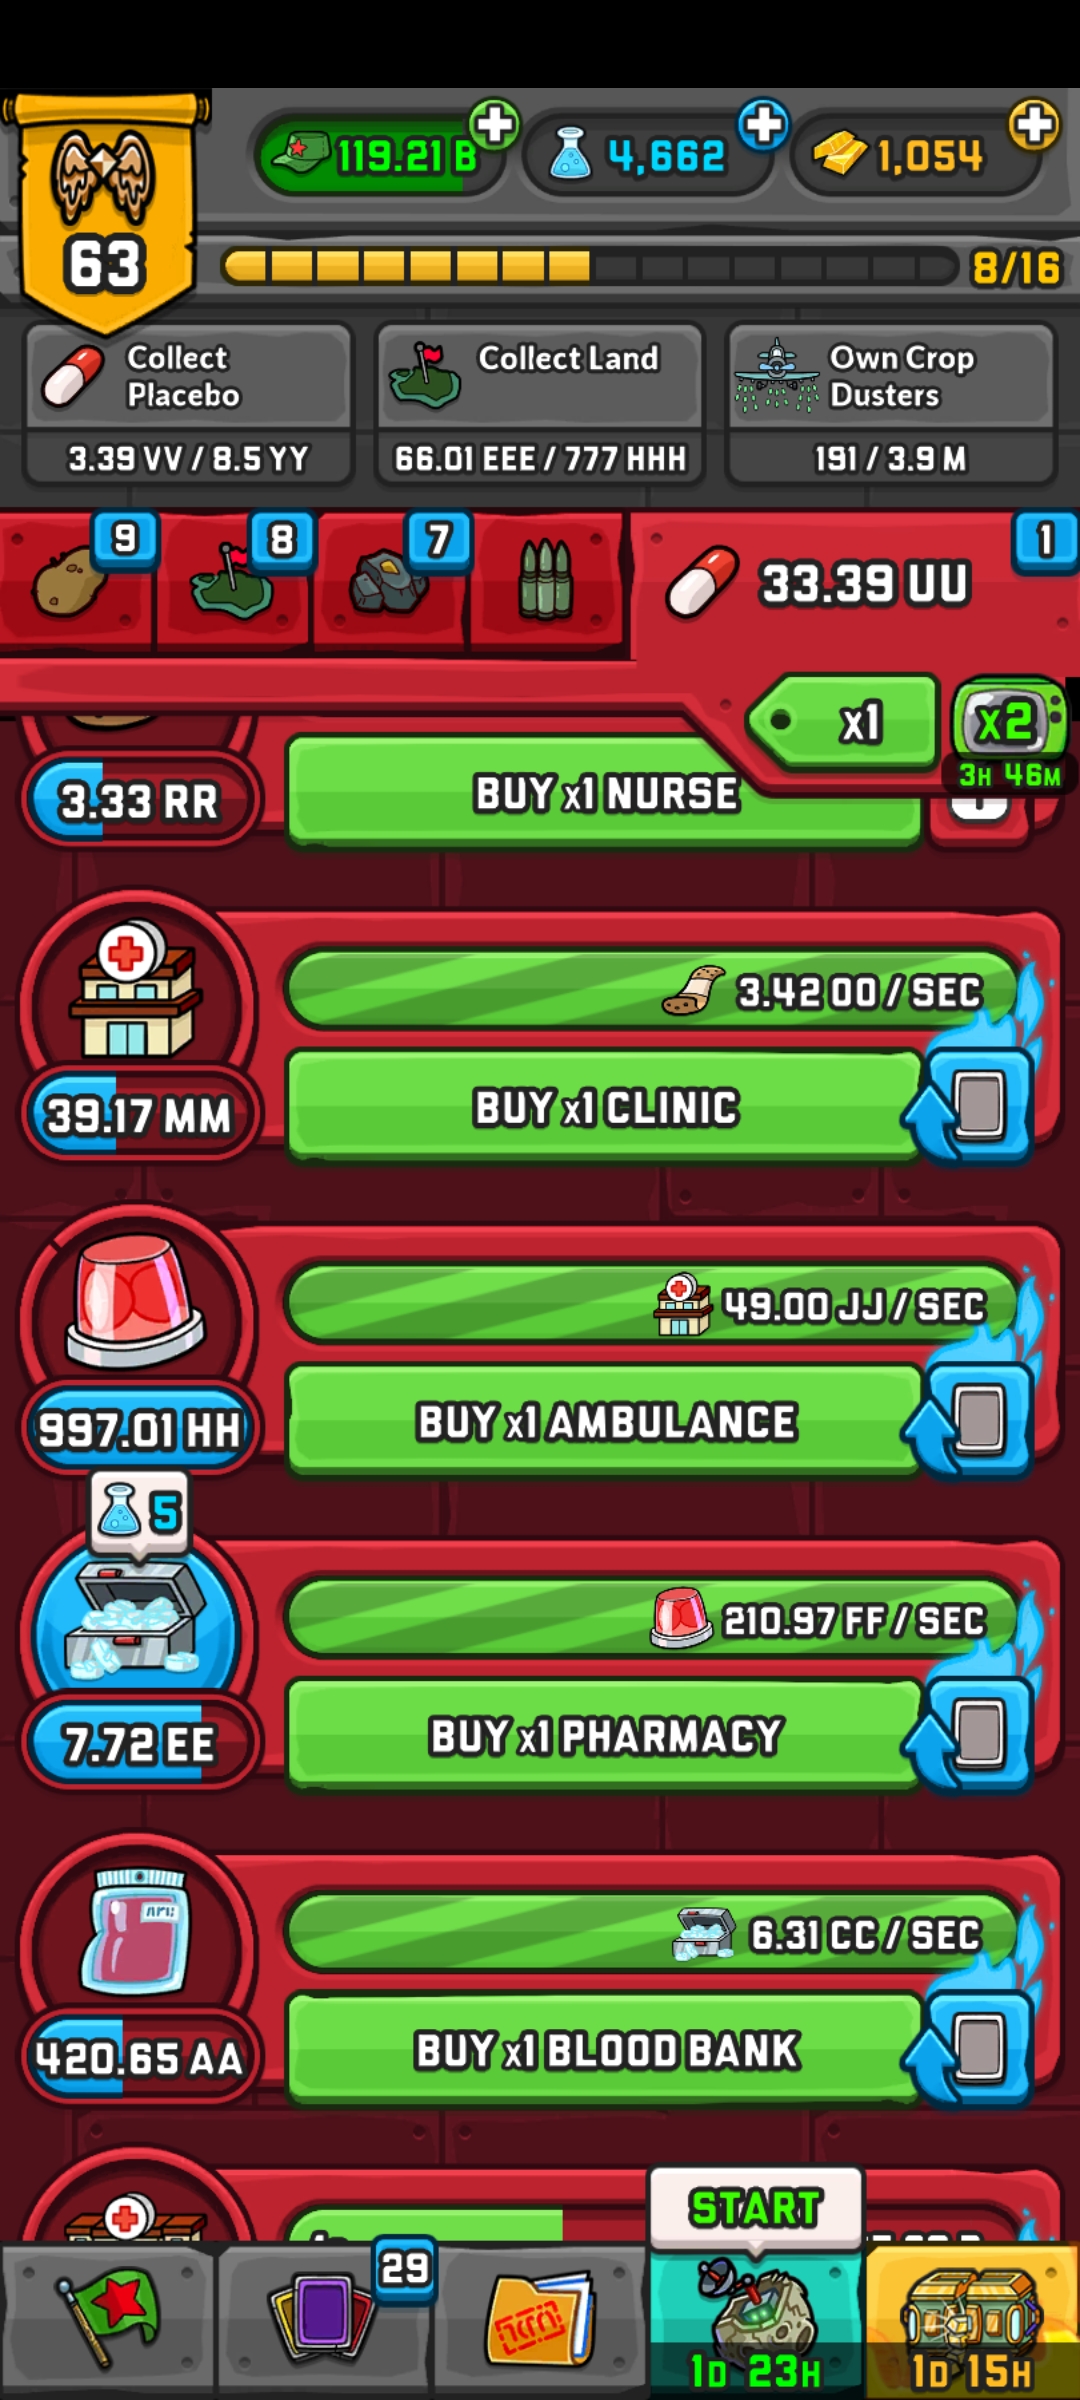 119.21 B
4,662
1,054
63
8/16
Collect
Placebo
Collect Land
Own Crop
Dusters
3.39 VV / 8.5 YY
66.01 EEE / 777 HHH
191 / 3.9 M
9
8
7
1
33.39 UU
x1
x2
3H 46M
3.33 RR
BUY x1 NURSE
3.42 OO / SEC
39.17 MM
BUY x1 CLINIC
49.00 JJ / SEC
997.01 HH
BUY x1 AMBULANCE
5
210.97 FF / SEC
7.72 EE
BUY x1 PHARMACY
6.31 CC / SEC
420.65 AA
BUY x1 BLOOD BANK
START
29
1D 23H
1D 15H